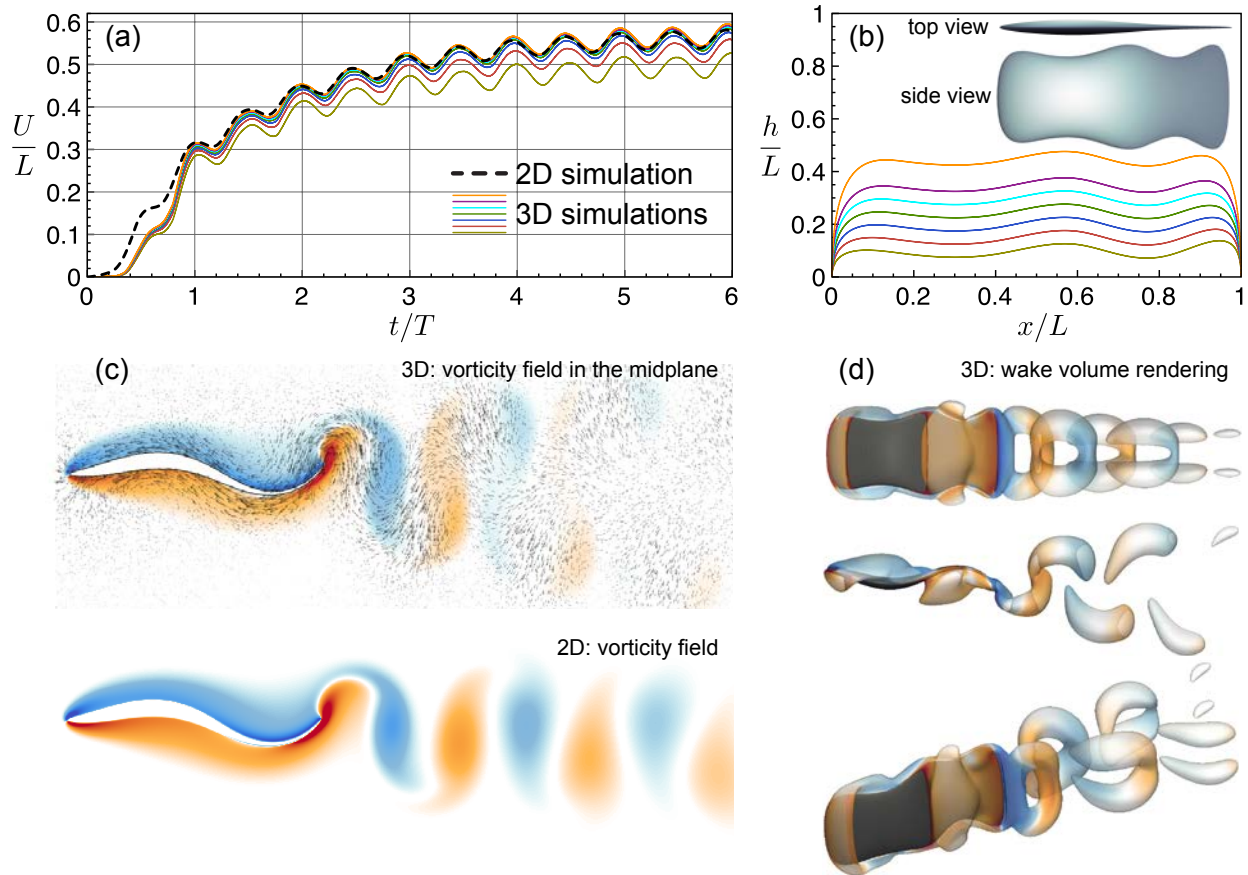 (a)
0.6
0.5
0.4
0.3
0.2
0.1
0
U
L
0 1 2 3 4 5 6
t/T
2D simulation
3D simulations
(b)
1
0.8
0.6
0.4
0.2
0
h
L
0 0.2 0.4 0.6 0.8 1
x/L
top view
side view
(c)
3D: vorticity field in the midplane
2D: vorticity field
(d)
3D: wake volume rendering